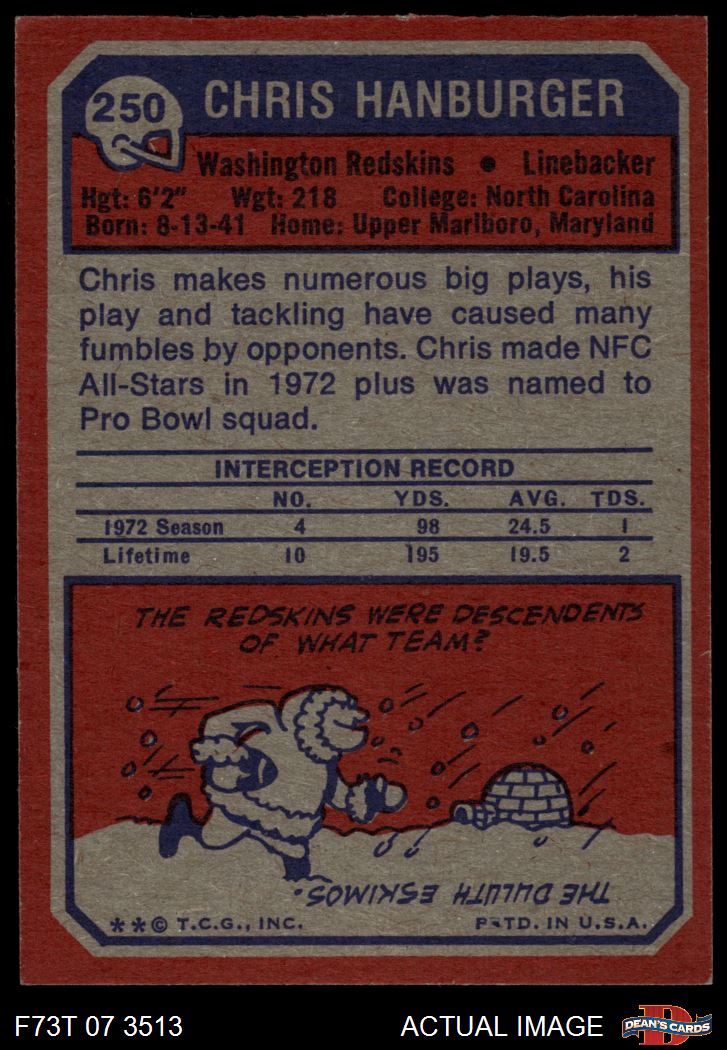 250 CHRIS HANBURGER
Washington Redskins • Linebacker
Hgt: 6'2" Wgt: 218 College: North Carolina
Born: 8-13-41 Home: Upper Marlboro, Maryland
Chris makes numerous big plays, his
play and tackling have caused many
fumbles by opponents. Chris made NFC
All-Stars in 1972 plus was named to
Pro Bowl squad.
INTERCEPTION RECORD
NO. YDS. AVG. TDS.
1972 Season 4 98 24.5 1
Lifetime 10 195 19.5 2
THE REDSKINS WERE DESCENDENTS
OF WHAT TEAM?
THE DULUTH ESKIMOS.
**© T.C.G., INC. PRTD. IN U.S.A.
F73T 07 3513 ACTUAL IMAGE
D
DEAN'S CARDS